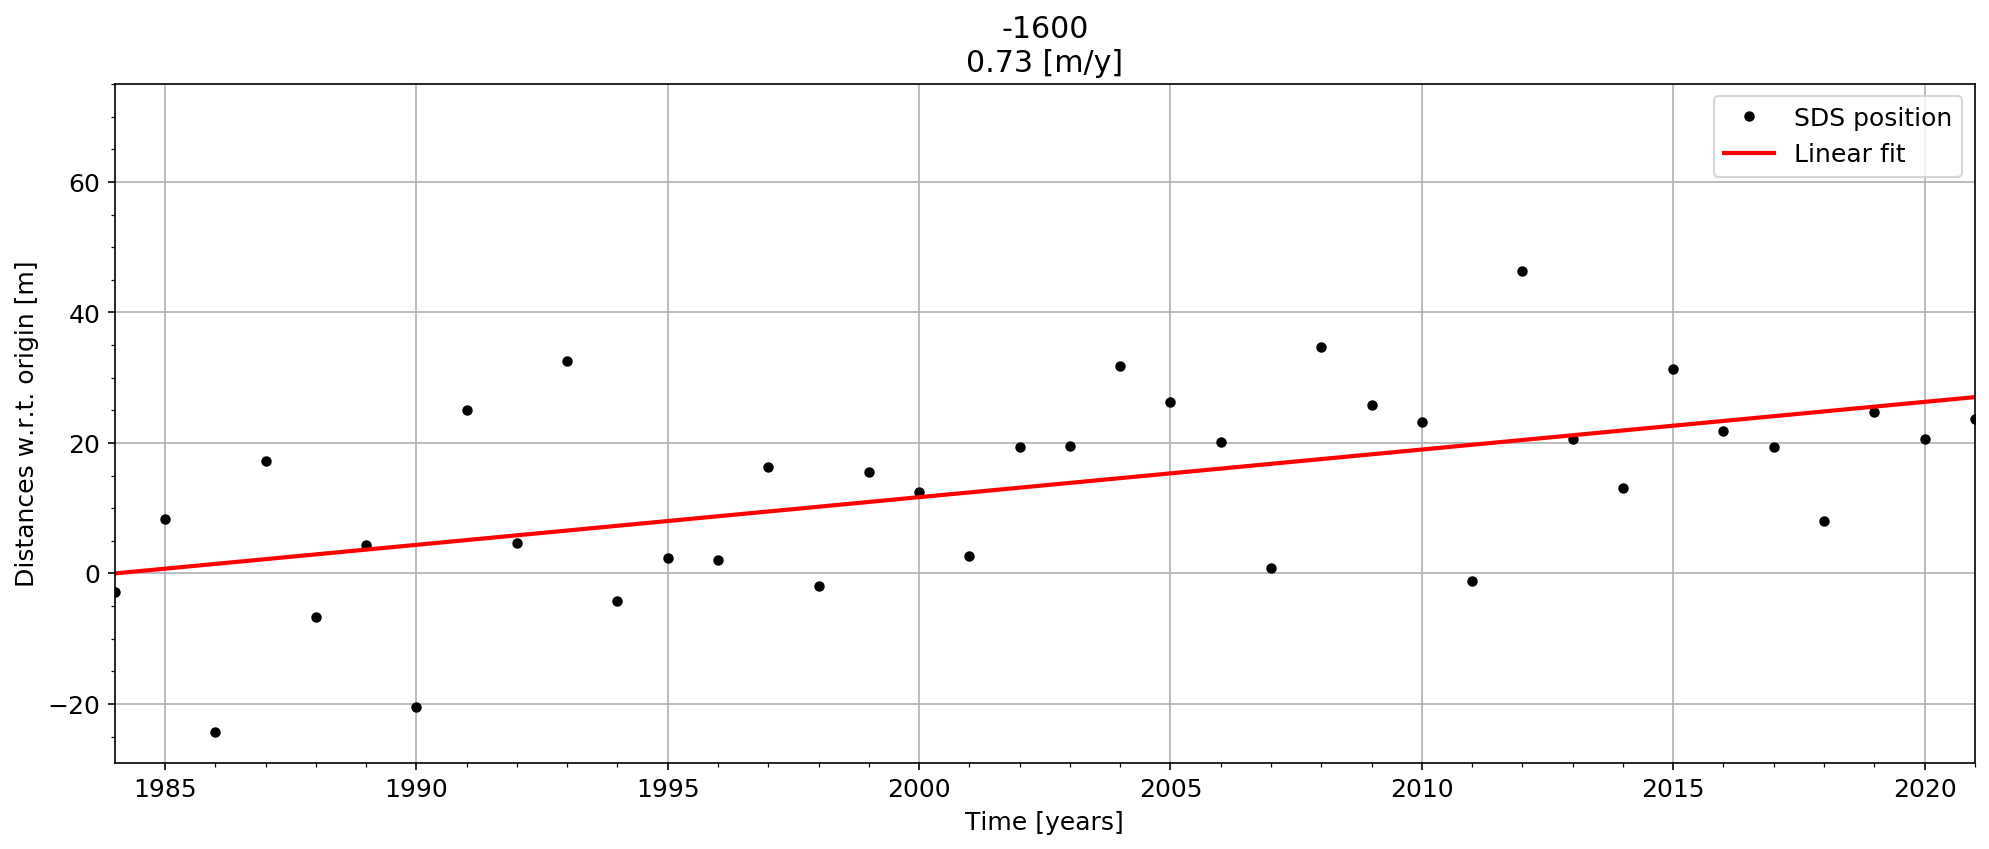 -1600
0.73 [m/y]
SDS position
Linear fit
Distances w.r.t. origin [m]
60
40
20
0
−20
1985 1990 1995 2000 2005 2010 2015 2020
Time [years]